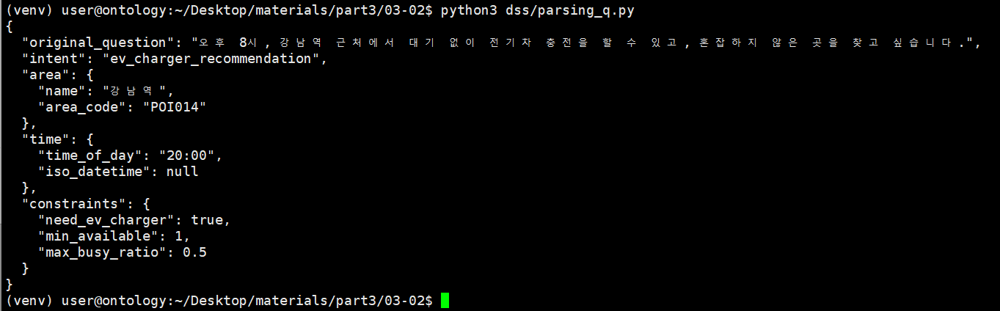 (venv) user@ontology:~/Desktop/materials/part3/03-02$ python3 dss/parsing_q.py
{
  "original_question": "오후 8시, 강남역 근처에서 대기 없이 전기차 충전을 할 수 있고, 혼잡하지 않은 곳을 찾고 싶습니다.",
  "intent": "ev_charger_recommendation",
  "area": {
    "name": "강남역",
    "area_code": "POI014"
  },
  "time": {
    "time_of_day": "20:00",
    "iso_datetime": null
  },
  "constraints": {
    "need_ev_charger": true,
    "min_available": 1,
    "max_busy_ratio": 0.5
  }
}
(venv) user@ontology:~/Desktop/materials/part3/03-02$